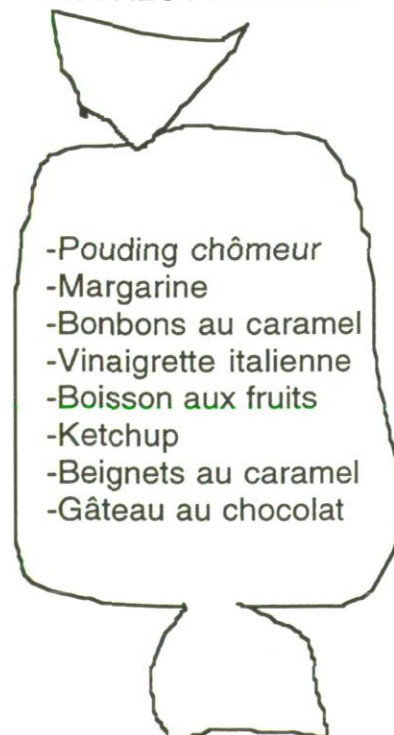 -Pouding chômeur
-Margarine
-Bonbons au caramel
-Vinaigrette italienne
-Boisson aux fruits
-Ketchup
-Beignets au caramel
-Gâteau au chocolat